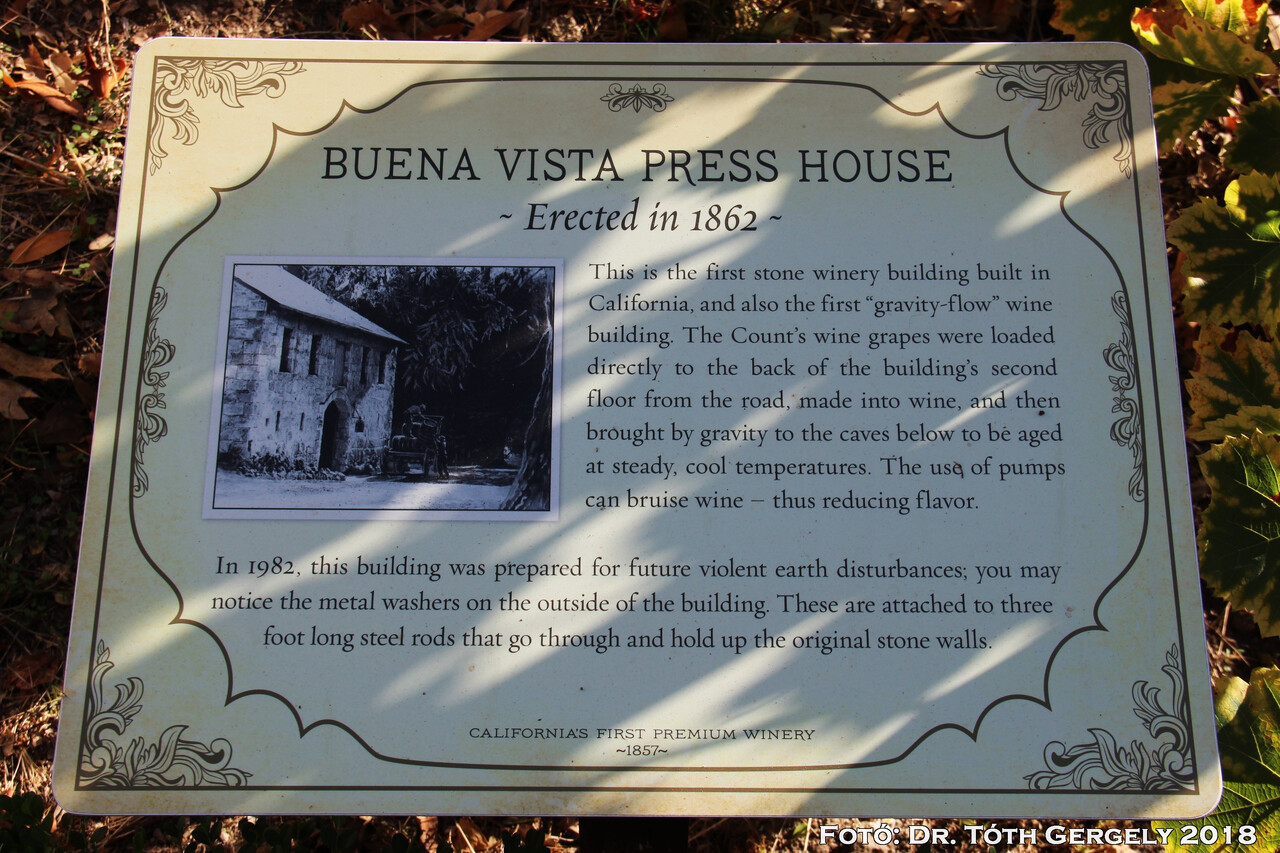 BUENA VISTA PRESS HOUSE
~ Erected in 1862 ~
This is the first stone winery building built in
California, and also the first “gravity-flow” wine
building. The Count’s wine grapes were loaded
directly to the back of the building’s second
floor from the road, made into wine, and then
brought by gravity to the caves below to be aged
at steady, cool temperatures. The use of pumps
can bruise wine – thus reducing flavor.
In 1982, this building was prepared for future violent earth disturbances; you may
notice the metal washers on the outside of the building. These are attached to three
foot long steel rods that go through and hold up the original stone walls.
CALIFORNIA'S FIRST PREMIUM WINERY
~1857~
Fotó: Dr. Tóth Gergely 2018